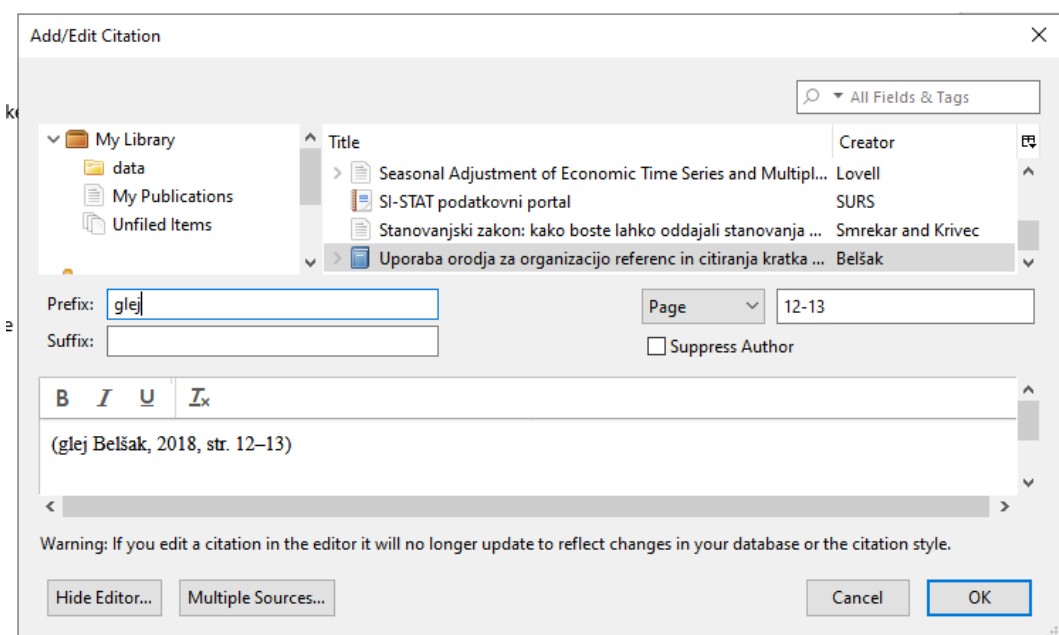 Add/Edit Citation
All Fields & Tags
ke
My Library
data
My Publications
Unfiled Items
Title Creator
Seasonal Adjustment of Economic Time Series and Multipl... Lovell
SI-STAT podatkovni portal SURS
Stanovanjski zakon: kako boste lahko oddajali stanovanja ... Smrekar and Krivec
Uporaba orodja za organizacijo referenc in citiranja kratka ... Belšak
Prefix: glej Page 12-13
e
Suffix: Suppress Author
B I U Tx
(glej Belšak, 2018, str. 12–13)
Warning: If you edit a citation in the editor it will no longer update to reflect changes in your database or the citation style.
Hide Editor... Multiple Sources... Cancel OK